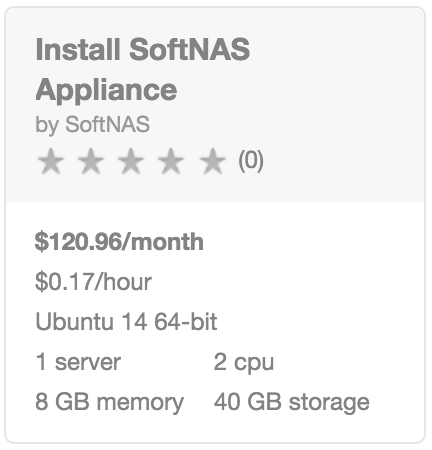 Install SoftNAS
Appliance
by SoftNAS
(0)
$120.96/month
$0.17/hour
Ubuntu 14 64-bit
1 server 2 cpu
8 GB memory 40 GB storage